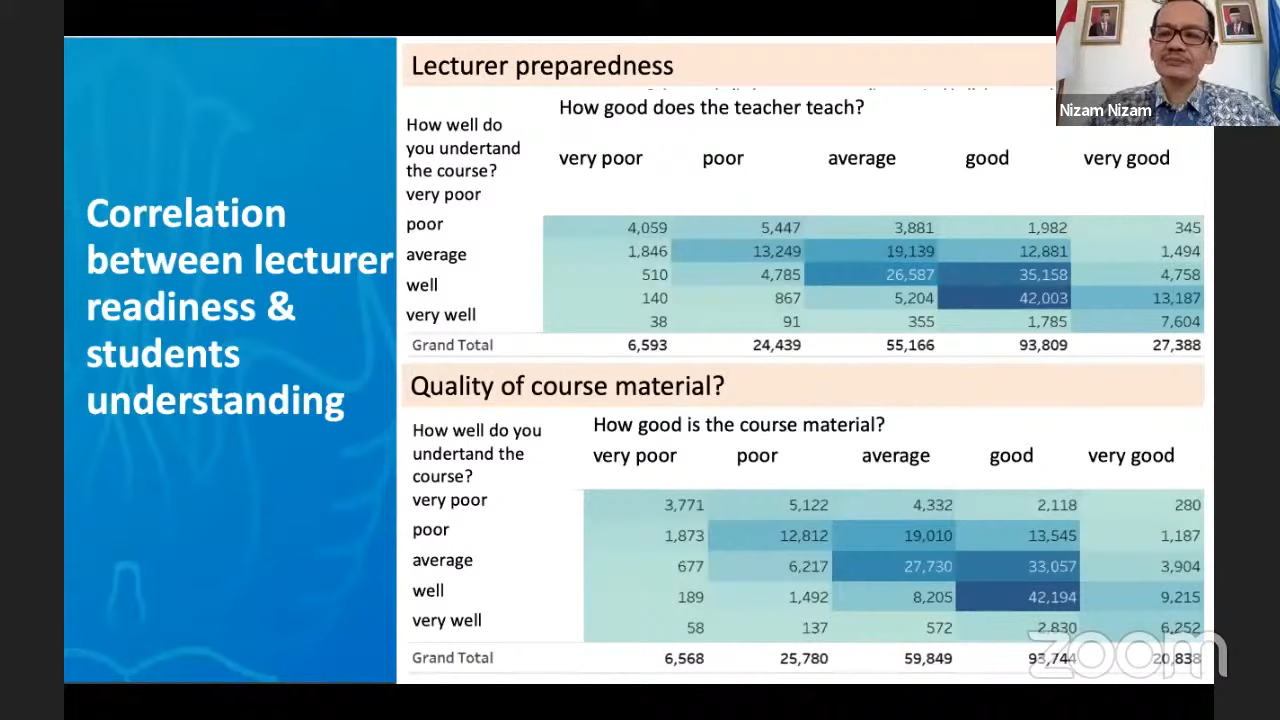 Correlation
between lecturer
readiness &
students
understanding
Lecturer preparedness
How good does the teacher teach?
How well do
you undertand
the course?
very poor poor average good very good
very poor
poor 4,059 5,447 3,881 1,982 345
average 1,846 13,249 19,139 12,881 1,494
well 510 4,785 26,587 35,158 4,758
140 867 5,204 42,003 13,187
very well 38 91 355 1,785 7,604
Grand Total 6,593 24,439 55,166 93,809 27,388
Quality of course material?
How good is the course material?
How well do you
undertand the
course?
very poor poor average good very good
very poor 3,771 5,122 4,332 2,118 280
poor 1,873 12,812 19,010 13,545 1,187
average 677 6,217 27,730 33,057 3,904
well 189 1,492 8,205 42,194 9,215
very well 58 137 572 2,830 6,252
Grand Total 6,568 25,780 59,849 93,744 20,838
Nizam Nizam
zoom